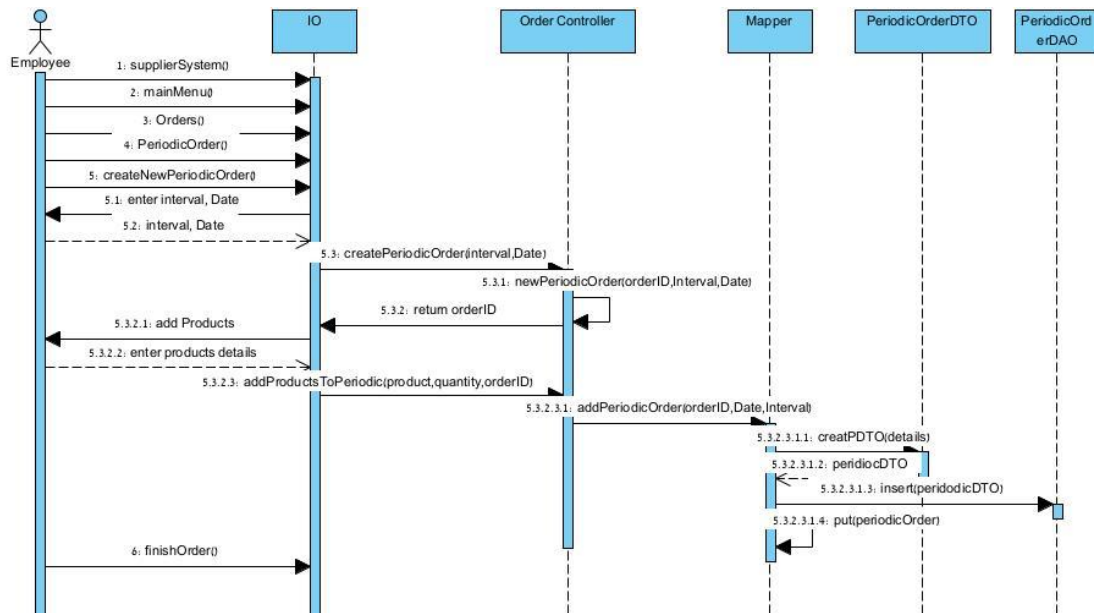 IO
Order Controller
Mapper
PeriodicOrderDTO
PeriodicOrd
erDAO
Employee
1: supplierSystem()
2: mainMenu()
3: Orders()
4: PeriodicOrder()
5: createNewPeriodicOrder()
5.1: enter interval, Date
5.2: interval, Date
5.3: createPeriodicOrder(interval,Date)
5.3.1: newPeriodicOrder(orderID,Interval,Date)
5.3.2: return orderID
5.3.2.1: add Products
5.3.2.2: enter products details
5.3.2.3: addProductsToPeriodic(product,quantity,orderID)
5.3.2.3.1: addPeriodicOrder(orderID,Date,Interval)
5.3.2.3.1.1: creatPDTO(details)
5.3.2.3.1.2: peridiocDTO
5.3.2.3.1.3: insert(peridodicDTO)
5.3.2.3.1.4: put(periodicOrder)
6: finishOrder()